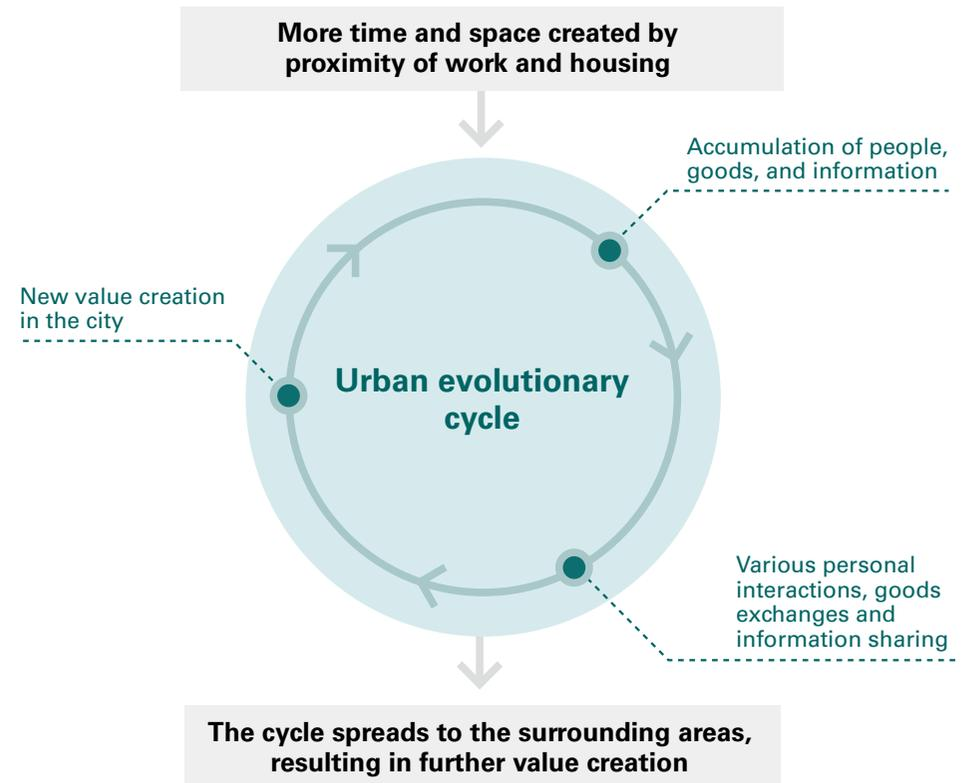 More time and space created by
proximity of work and housing
Accumulation of people,
goods, and information
New value creation
in the city
Urban evolutionary
cycle
Various personal
interactions, goods
exchanges and
information sharing
The cycle spreads to the surrounding areas,
resulting in further value creation